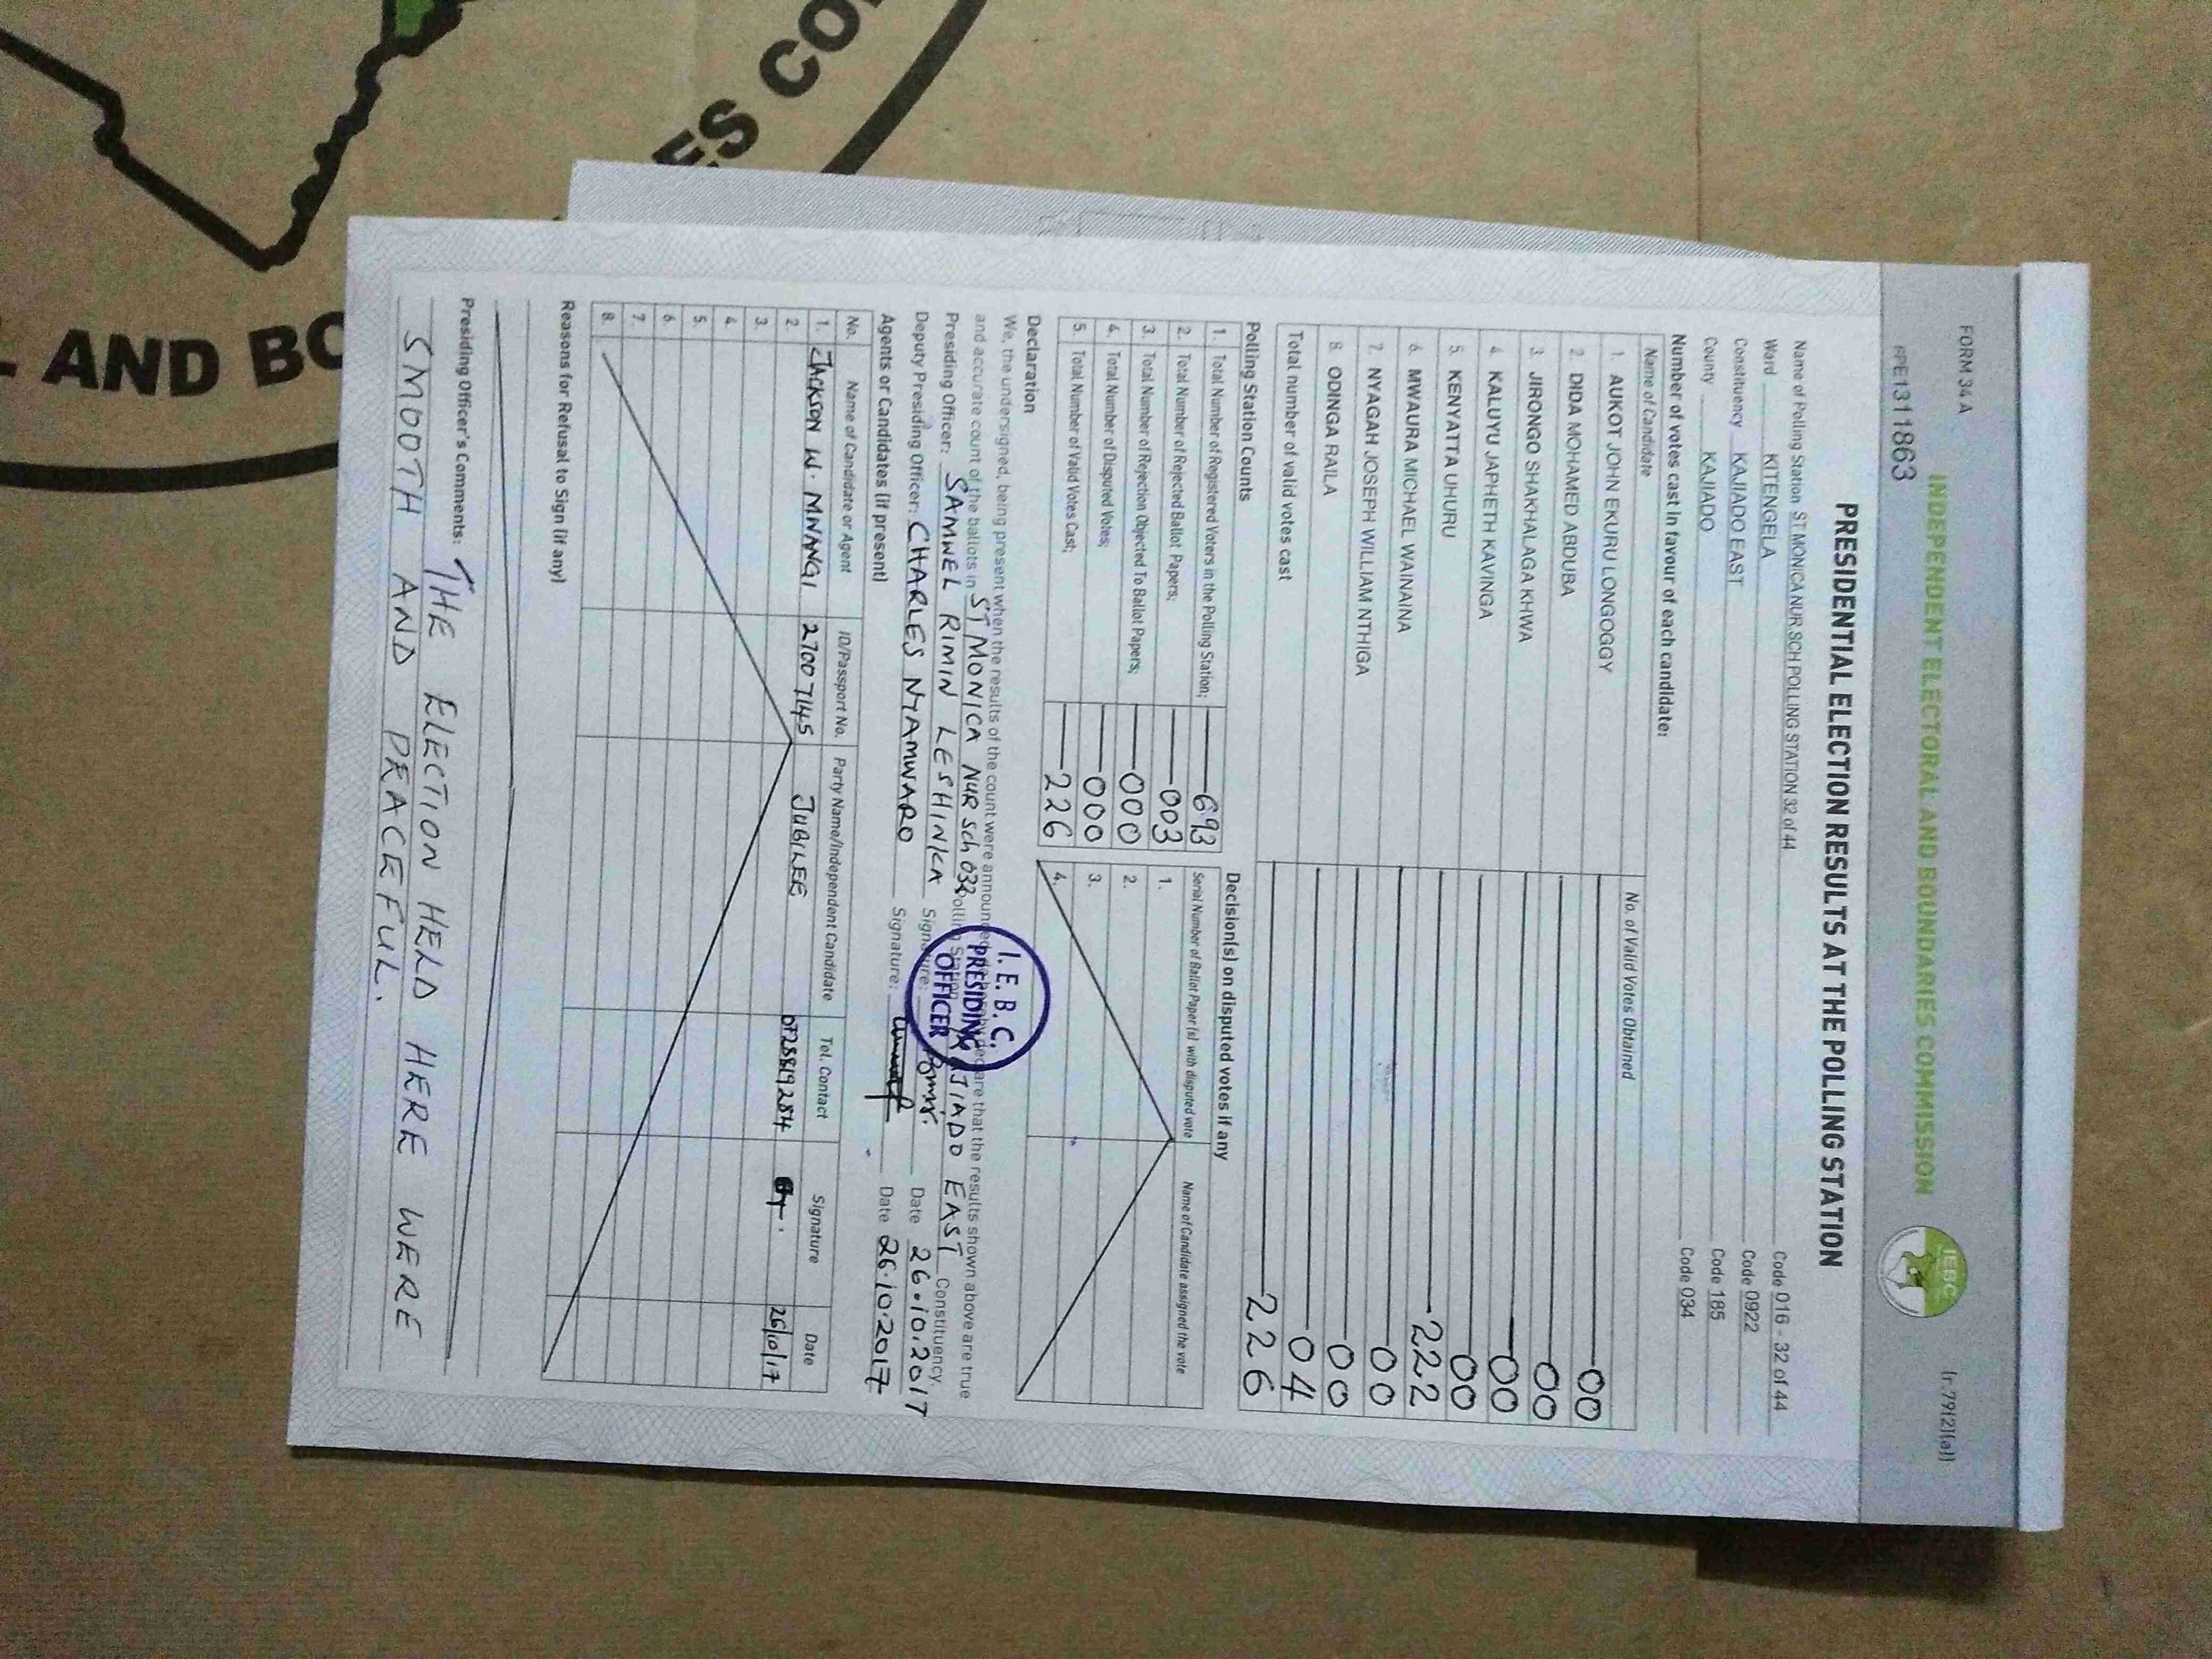 FORM 34 A
(r.79(2)(a))
INDEPENDENT ELECTORAL AND BOUNDARIES COMMISSION
IEBC
PRESIDENTIAL ELECTION RESULTS AT THE POLLING STATION
Name of Polling Station ST MONICA NUR SCH POLLING STATION 32 of 44 Code 016 - 32 of 44
Ward KITENGELA Code 0922
Constituency KAJIADO EAST Code 185
County KAJIADO Code 034
Number of votes cast in favour of each candidate:
Name of Candidate No. of Valid Votes Obtained
1. AUKOT JOHN EKURU LONGOGGY 00
2. DIDA MOHAMED ABDUBA 00
3. JIRONGO SHAKHALAGA KHWA 00
4. KALUYU JAPHETH KAVINGA 00
5. KENYATTA UHURU 222
6. MWAURA MICHAEL WAINAINA 00
7. NYAGAH JOSEPH WILLIAM NTHIGA 00
8. ODINGA RAILA 04
Total number of valid votes cast 226
Polling Station Counts
1. Total Number of Registered Voters in the Polling Station; 693
2. Total Number of Rejected Ballot Papers; 003
3. Total Number of Rejection Objected To Ballot Papers; 000
4. Total Number of Disputed Votes; 000
5. Total Number of Valid Votes Cast; 226
Decision(s) on disputed votes if any
Serial Number of Ballot Paper (s) with disputed vote Name of Candidate assigned the vote
1.
2.
3.
4.
Declaration
We, the undersigned, being present when the results of the count were announced, do hereby declare that the results shown above are true
and accurate count of the ballots in ST MONICA NUR Sch 032 Polling Station KAJIADO EAST Constituency.
Presiding Officer: SAMWEL RIMIN LESHINKA Signature: Date 26.10.2017
Deputy Presiding Officer: CHARLES NYAMWARO Signature: Date 26.10.2017
I.E.B.C.
PRESIDING
OFFICER
Agents or Candidates (if present)
No. Name of Candidate or Agent ID/Passport No. Party Name/Independent Candidate Tel. Contact Signature Date
1. JACKSON W. MNANGI 27007145 JUBILEE 0728819284 26/10/17
2.
3.
4.
5.
6.
7.
8.
Reasons for Refusal to Sign (if any)
Presiding Officer's Comments: THE ELECTION HELD HERE WERE
SMOOTH AND PEACEFUL.
ES CO
L AND BO